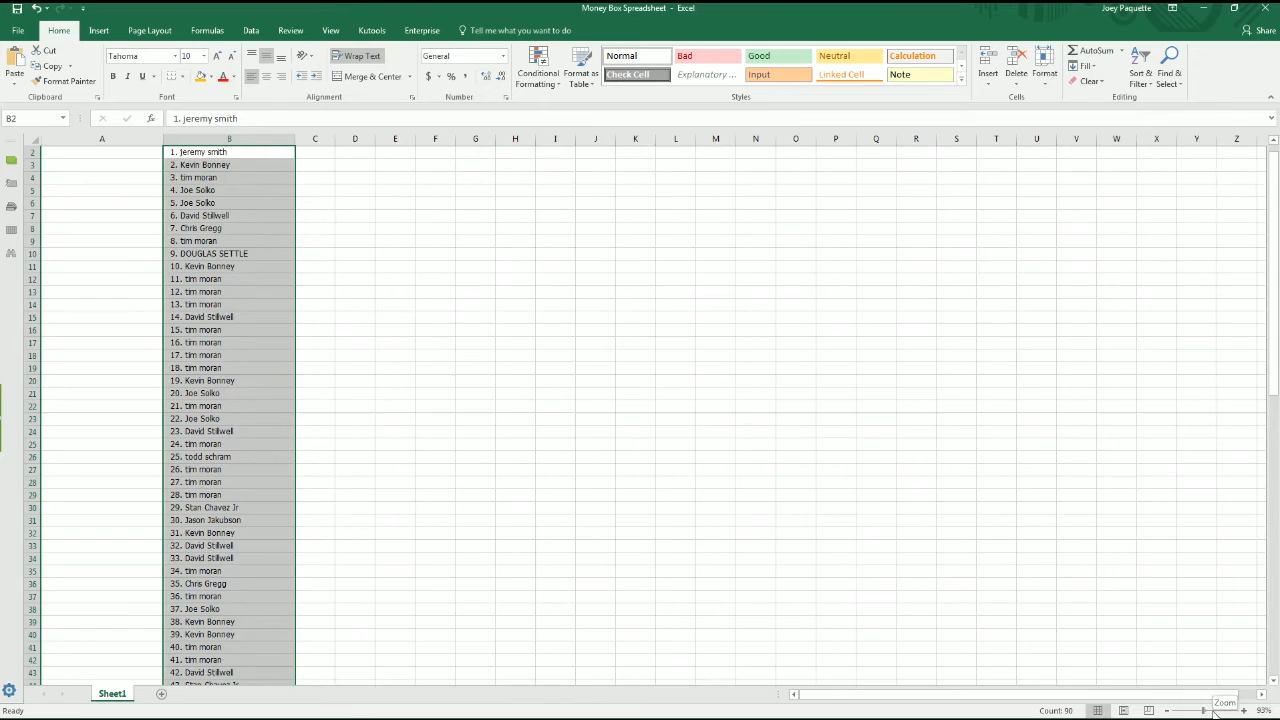 Money Box Spreadsheet - Excel
Joey Paquette
File Home Insert Page Layout Formulas Data Review View Kutools Enterprise Tell me what you want to do Share
Cut
Copy
Format Painter
Paste
Clipboard
Tahoma 10
B I U
Font
Wrap Text
Merge & Center
Alignment
General
$ % ,
Number
Conditional Formatting
Format as Table
Normal Bad Good Neutral Calculation
Check Cell Explanatory ... Input Linked Cell Note
Styles
Insert Delete Format
Cells
AutoSum
Fill
Clear
Sort & Filter
Find & Select
Editing
B2 fx 1. jeremy smith
A B C D E F G H I J K L M N O P Q R S T U V W X Y Z
2 1. jeremy smith
3 2. Kevin Bonney
4 3. tim moran
5 4. Joe Solko
6 5. Joe Solko
7 6. David Stillwell
8 7. Chris Gregg
9 8. tim moran
10 9. DOUGLAS SETTLE
11 10. Kevin Bonney
12 11. tim moran
13 12. tim moran
14 13. tim moran
15 14. David Stillwell
16 15. tim moran
17 16. tim moran
18 17. tim moran
19 18. tim moran
20 19. Kevin Bonney
21 20. Joe Solko
22 21. tim moran
23 22. Joe Solko
24 23. David Stillwell
25 24. tim moran
26 25. todd schram
27 26. tim moran
28 27. tim moran
29 28. tim moran
30 29. Stan Chavez Jr
31 30. Jason Jakubson
32 31. Kevin Bonney
33 32. David Stillwell
34 33. David Stillwell
35 34. tim moran
36 35. Chris Gregg
37 36. tim moran
38 37. Joe Solko
39 38. Kevin Bonney
40 39. Kevin Bonney
41 40. tim moran
42 41. tim moran
43 42. David Stillwell
43. Stan Chavez Jr
Sheet1
Zoom
Ready
Count: 90
93%